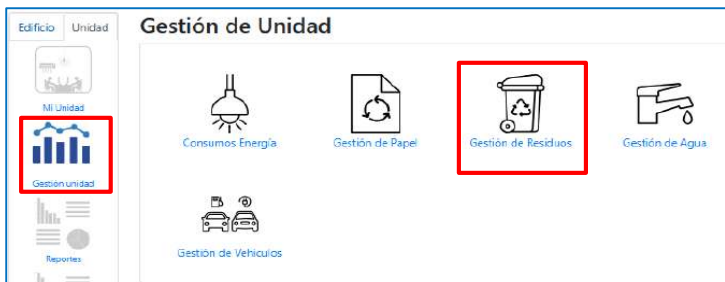 Edificio Unidad
Gestión de Unidad
Mi Unidad
Gestión unidad
Reportes
Consumos Energía
Gestión de Papel
Gestión de Residuos
Gestión de Agua
Gestión de Vehiculos